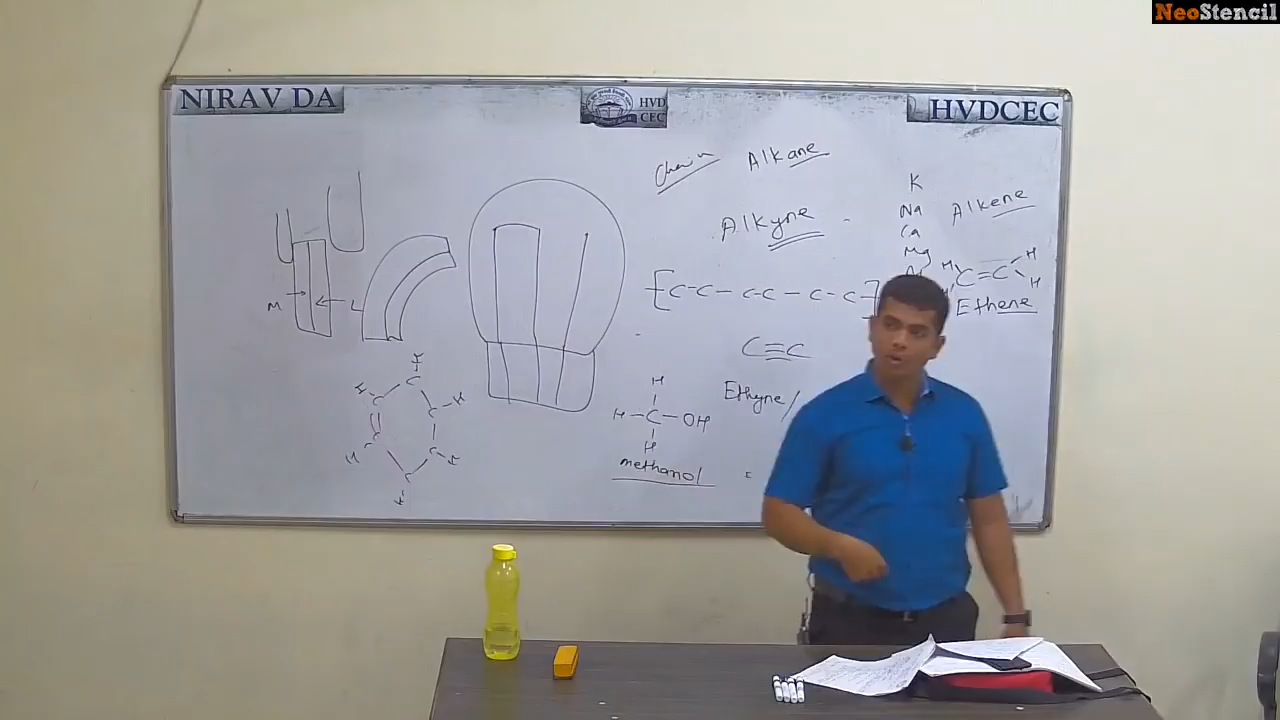 NeoStencil
NIRAV DA
HVD
CEC
HVDCEC
Chain
Alkane
Alkyne
K
Na
Ca
Mg
Alkene
H
H C=C H
H
Ethene
[C-C-C-C-C-C]
C≡C
Ethyne/
H
H-C-OH
H
methanol
M
L
H
H C H
C C
C C
H C H
H